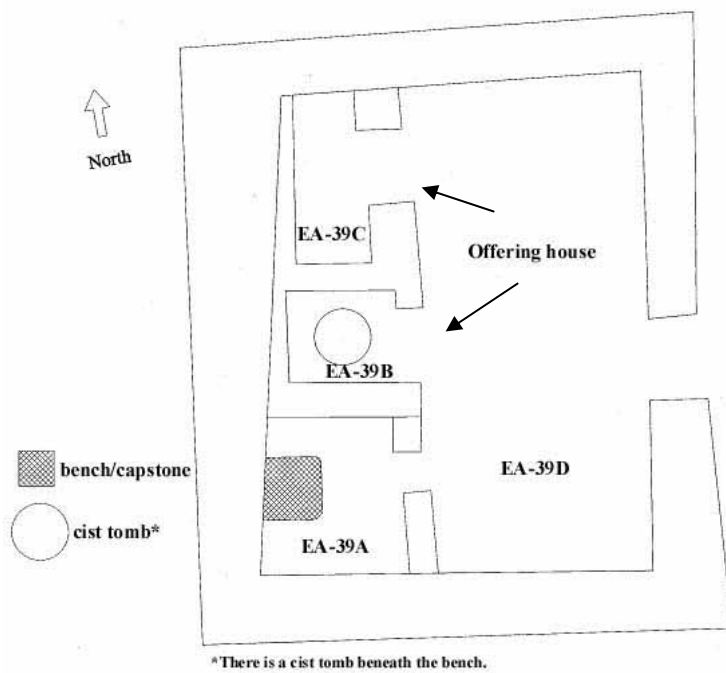 North
EA-39C
Offering house
EA-39B
bench/capstone
EA-39D
cist tomb*
EA-39A
*There is a cist tomb beneath the bench.